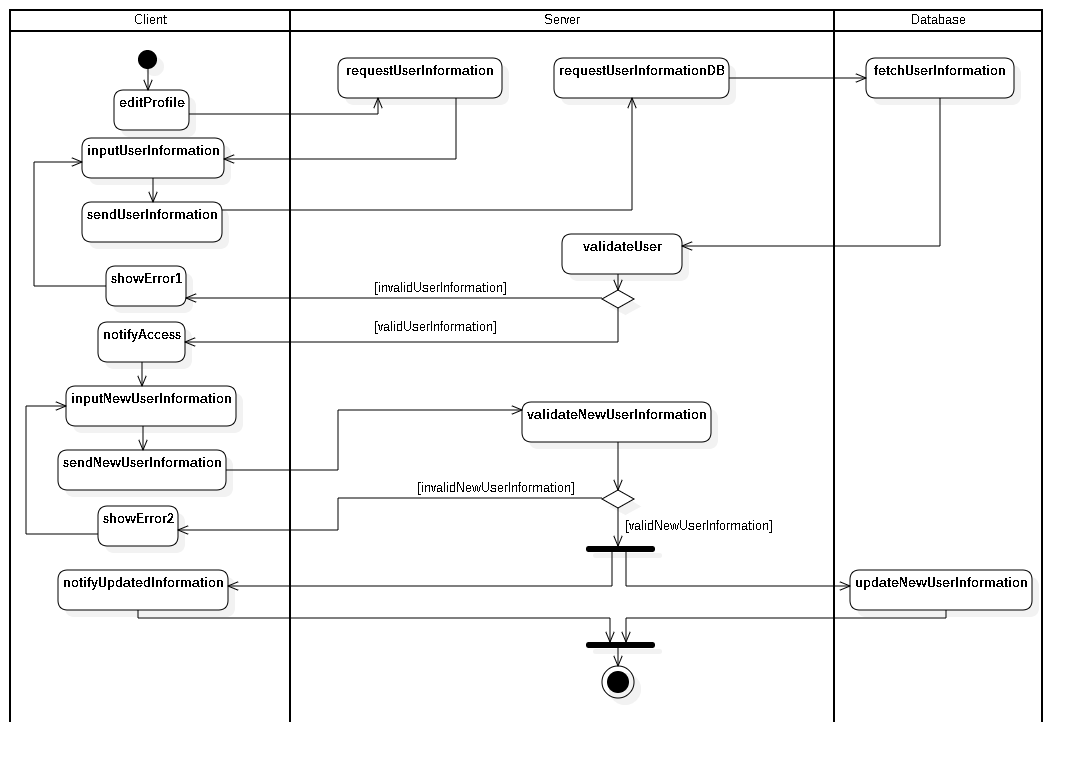 Client
Server
Database
requestUserInformation
requestUserInformationDB
fetchUserInformation
editProfile
inputUserInformation
sendUserInformation
validateUser
showError1
[invalidUserInformation]
[validUserInformation]
notifyAccess
inputNewUserInformation
validateNewUserInformation
sendNewUserInformation
[invalidNewUserInformation]
showError2
[validNewUserInformation]
notifyUpdatedInformation
updateNewUserInformation